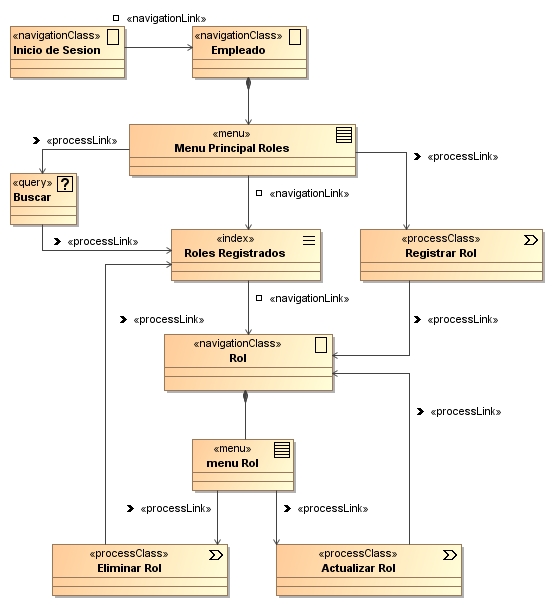 «navigationLink»
«navigationClass»
Inicio de Sesion
«navigationClass»
Empleado
«menu»
Menu Principal Roles
«processLink»
«processLink»
«query»
?
Buscar
«navigationLink»
«processLink»
«index»
Roles Registrados
«processClass»
Registrar Rol
«navigationLink»
«processLink»
«processLink»
«navigationClass»
Rol
«processLink»
«menu»
menu Rol
«processLink»
«processLink»
«processClass»
Eliminar Rol
«processClass»
Actualizar Rol